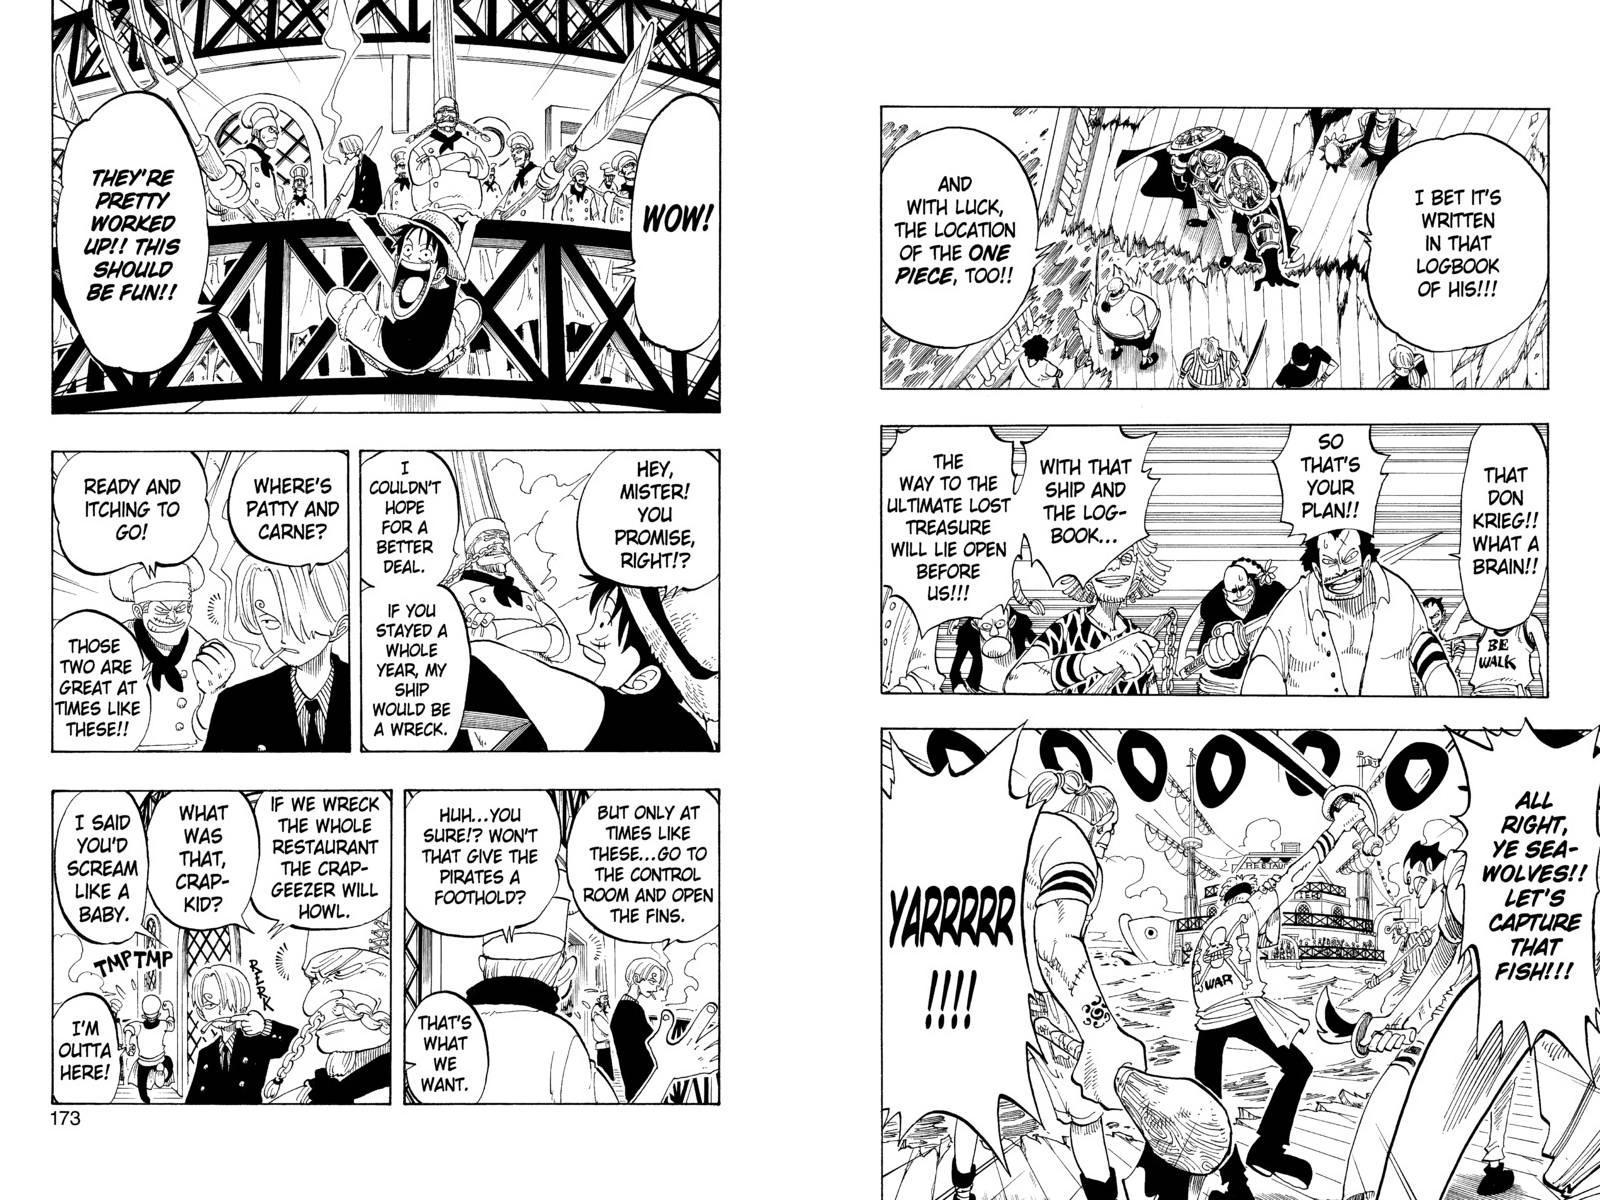 I BET IT'S
WRITTEN
IN THAT
LOGBOOK
OF HIS!!!
AND
WITH LUCK,
THE LOCATION
OF THE ONE
PIECE, TOO!!
THAT
DON
KRIEG!!
WHAT A
BRAIN!!
SO
THAT'S
YOUR
PLAN!!
WITH THAT
SHIP AND
THE LOG-
BOOK...
THE
WAY TO THE
ULTIMATE LOST
TREASURE
WILL LIE OPEN
BEFORE
US!!!
BE
WALK
ALL
RIGHT,
YE SEA-
WOLVES!!
LET'S
CAPTURE
THAT
FISH!!!
WAR
YARRRRR
!!!!
WOW!
THEY'RE
PRETTY
WORKED
UP!! THIS
SHOULD
BE FUN!!
HEY,
MISTER!
YOU
PROMISE,
RIGHT!?
I
COULDN'T
HOPE
FOR A
BETTER
DEAL.
IF YOU
STAYED A
WHOLE
YEAR, MY
SHIP
WOULD BE
A WRECK.
WHERE'S
PATTY AND
CARNE?
READY AND
ITCHING TO
GO!
THOSE
TWO ARE
GREAT AT
TIMES LIKE
THESE!!
BUT ONLY AT
TIMES LIKE
THESE...GO TO
THE CONTROL
ROOM AND OPEN
THE FINS.
HUH...YOU
SURE!? WON'T
THAT GIVE THE
PIRATES A
FOOTHOLD?
THAT'S
WHAT
WE
WANT.
IF WE WRECK
THE WHOLE
RESTAURANT
THE CRAP-
GEEZER WILL
HOWL.
WHAT
WAS
THAT,
CRAP-
KID?
I SAID
YOU'D
SCREAM
LIKE A
BABY.
TMP TMP
I'M
OUTTA
HERE!
173